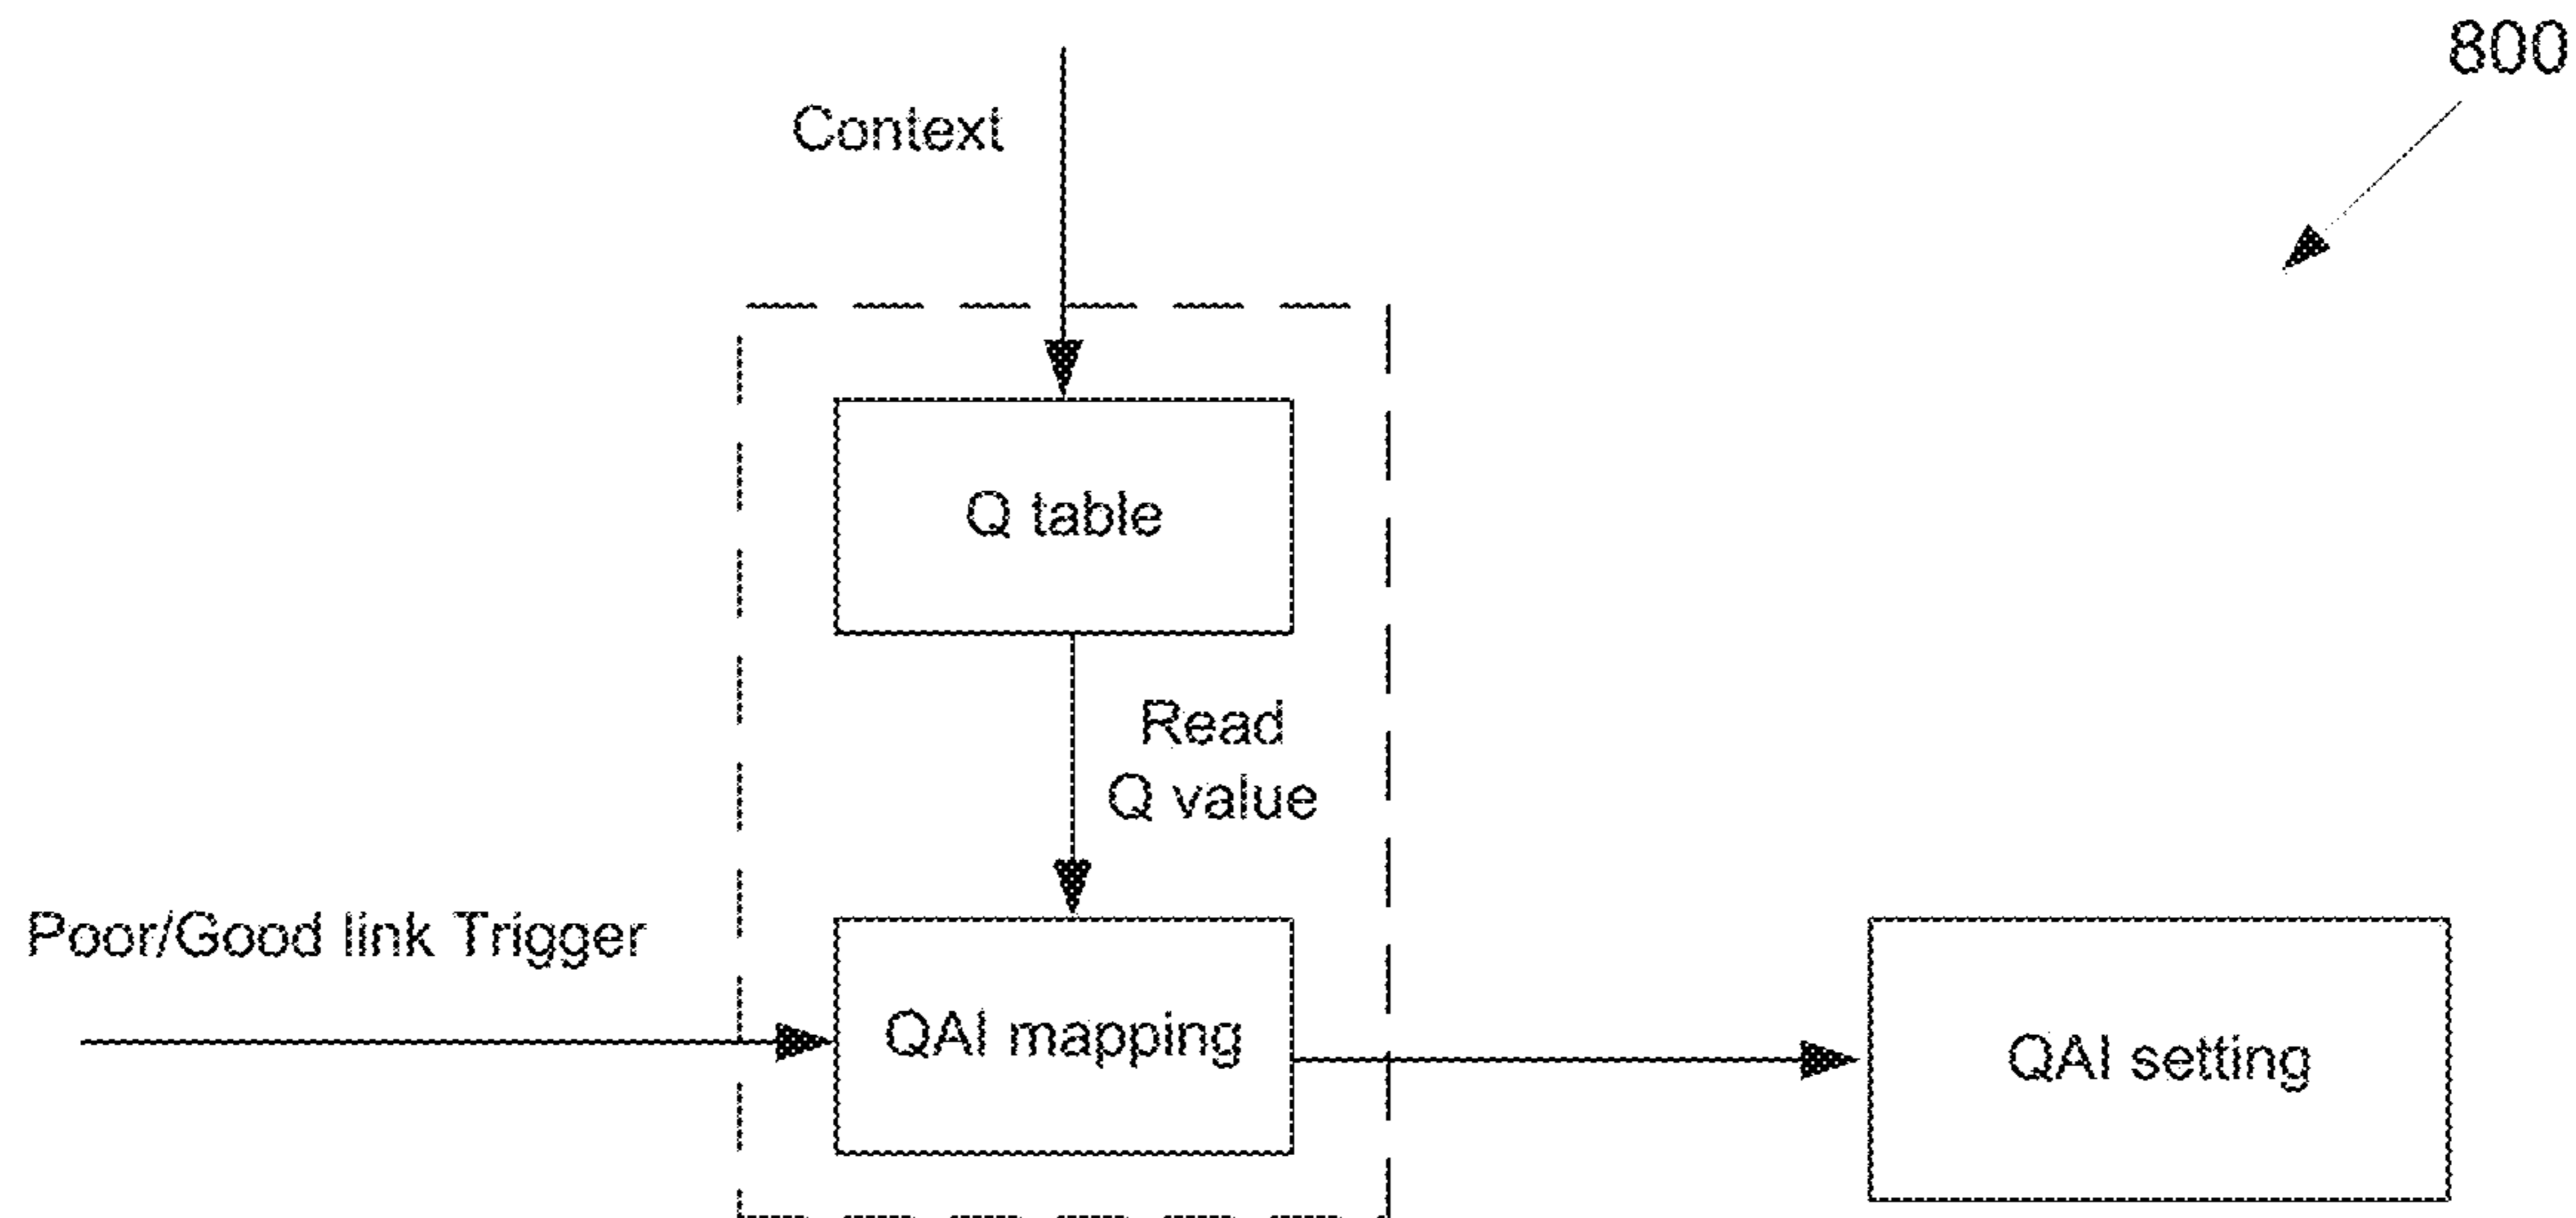 800
Context
Q table
Read
Q value
Poor/Good link Trigger
QAI mapping
QAI setting